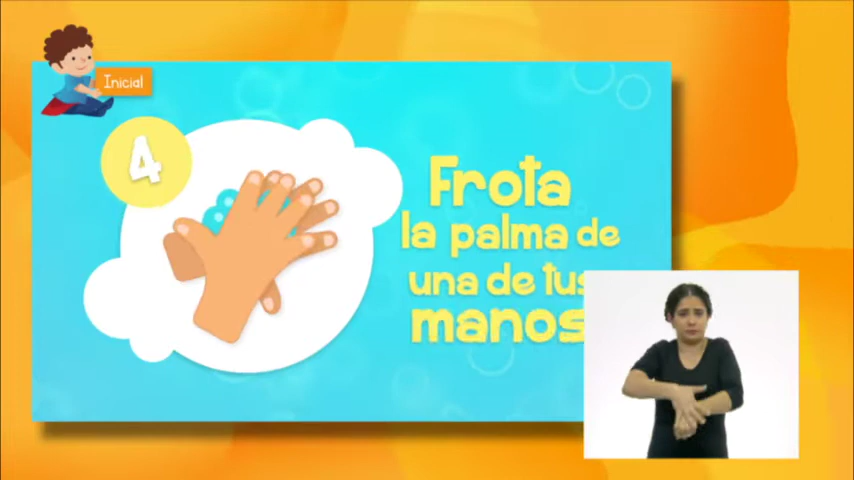 Inicial
4
Frota
la palma de
una de tus
manos